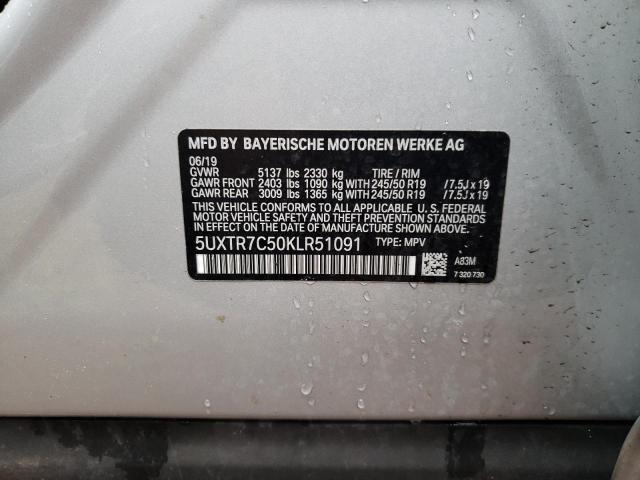 MFD BY BAYERISCHE MOTOREN WERKE AG
06/19
GVWR 5137 lbs 2330 kg TIRE / RIM
GAWR FRONT 2403 lbs 1090 kg WITH 245/50 R19 / 7.5J x 19
GAWR REAR 3009 lbs 1365 kg WITH 245/50 R19 / 7.5J x 19
THIS VEHICLE CONFORMS TO ALL APPLICABLE U. S. FEDERAL
MOTOR VEHICLE SAFETY, BUMPER, AND THEFT PREVENTION STANDARDS
IN EFFECT ON THE DATE OF MANUFACTURE SHOWN ABOVE.
5UXTR7C50KLR51091 TYPE: MPV
A83M
7 320 730